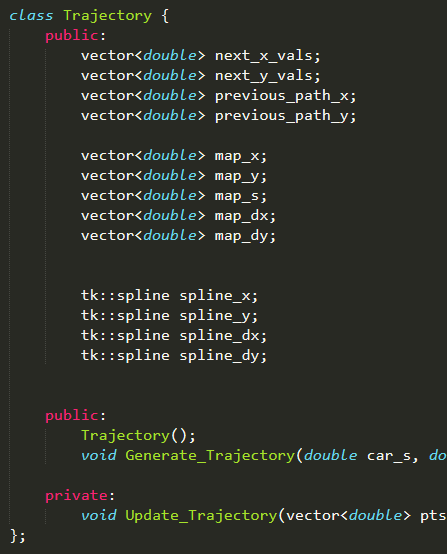 class Trajectory {
    public:
        vector<double> next_x_vals;
        vector<double> next_y_vals;
        vector<double> previous_path_x;
        vector<double> previous_path_y;

        vector<double> map_x;
        vector<double> map_y;
        vector<double> map_s;
        vector<double> map_dx;
        vector<double> map_dy;


        tk::spline spline_x;
        tk::spline spline_y;
        tk::spline spline_dx;
        tk::spline spline_dy;


    public:
        Trajectory();
        void Generate_Trajectory(double car_s, do

    private:
        void Update_Trajectory(vector<double> pts
};